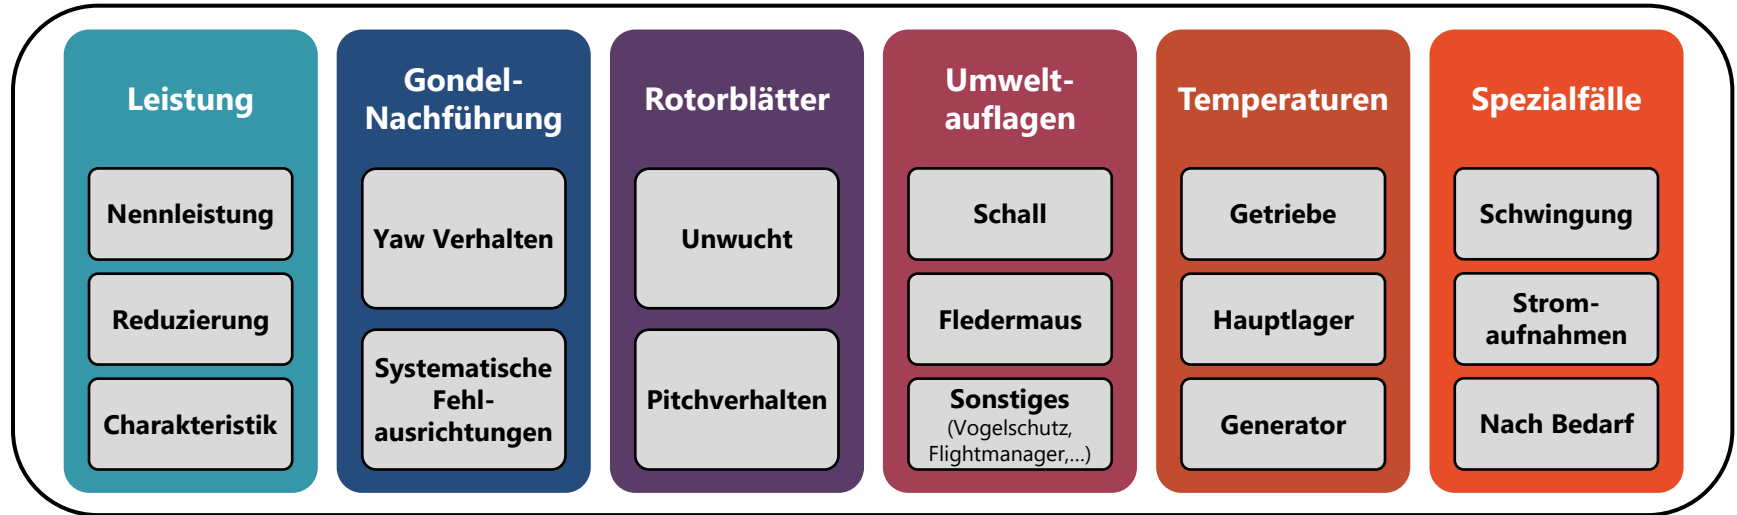 Leistung
Nennleistung
Reduzierung
Charakteristik
Gondel-
Nachführung
Yaw Verhalten
Systematische
Fehl-
ausrichtungen
Rotorblätter
Unwucht
Pitchverhalten
Umwelt-
auflagen
Schall
Fledermaus
Sonstiges
(Vogelschutz,
Flightmanager,...)
Temperaturen
Getriebe
Hauptlager
Generator
Spezialfälle
Schwingung
Strom-
aufnahmen
Nach Bedarf